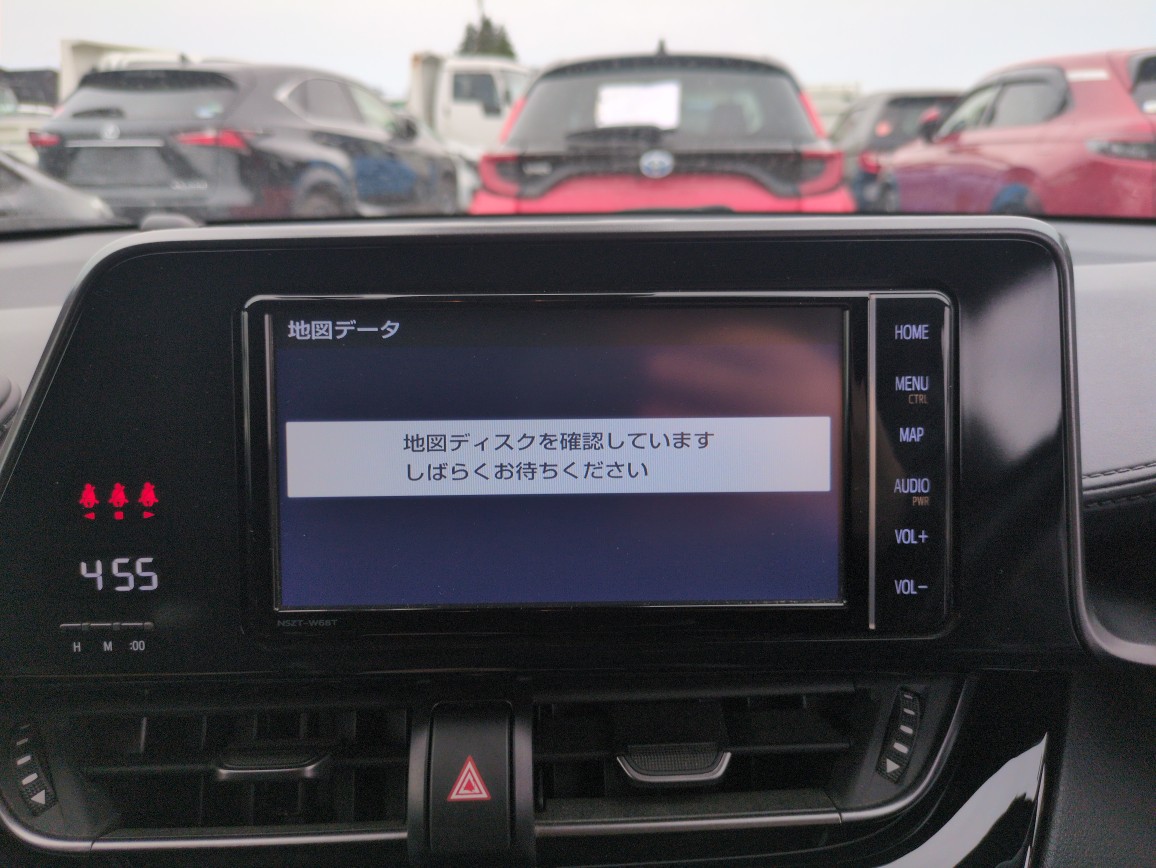 地図データ
地図ディスクを確認しています
しばらくお待ちください
HOME
MENU
CTRL
MAP
AUDIO
PWR
VOL+
VOL-
4 55
H M :00
NSZT-W68T